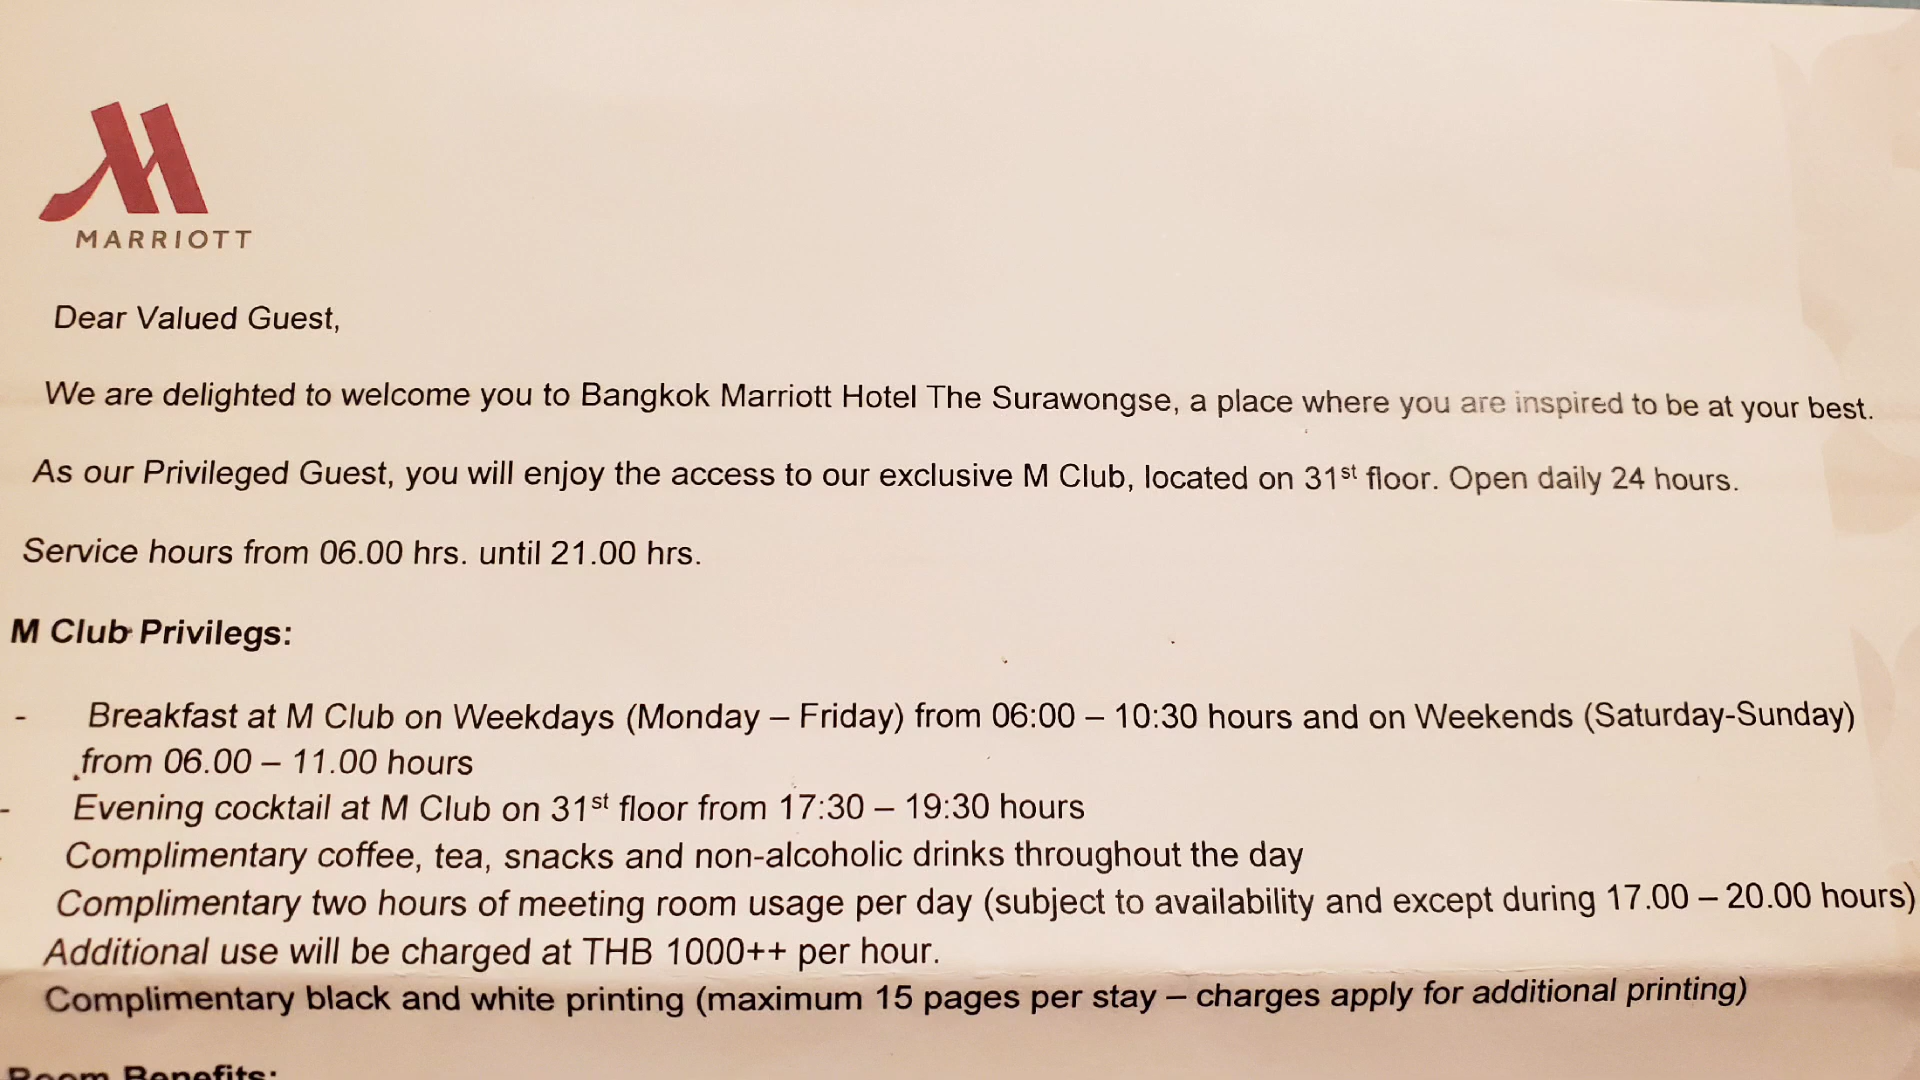 MARRIOTT
Dear Valued Guest,
We are delighted to welcome you to Bangkok Marriott Hotel The Surawongse, a place where you are inspired to be at your best.
As our Privileged Guest, you will enjoy the access to our exclusive M Club, located on 31st floor. Open daily 24 hours.
Service hours from 06.00 hrs. until 21.00 hrs.
M Club Privilegs:
- Breakfast at M Club on Weekdays (Monday – Friday) from 06:00 – 10:30 hours and on Weekends (Saturday-Sunday)
from 06.00 – 11.00 hours
- Evening cocktail at M Club on 31st floor from 17:30 – 19:30 hours
Complimentary coffee, tea, snacks and non-alcoholic drinks throughout the day
Complimentary two hours of meeting room usage per day (subject to availability and except during 17.00 – 20.00 hours)
Additional use will be charged at THB 1000++ per hour.
Complimentary black and white printing (maximum 15 pages per stay – charges apply for additional printing)
Room Benefits: